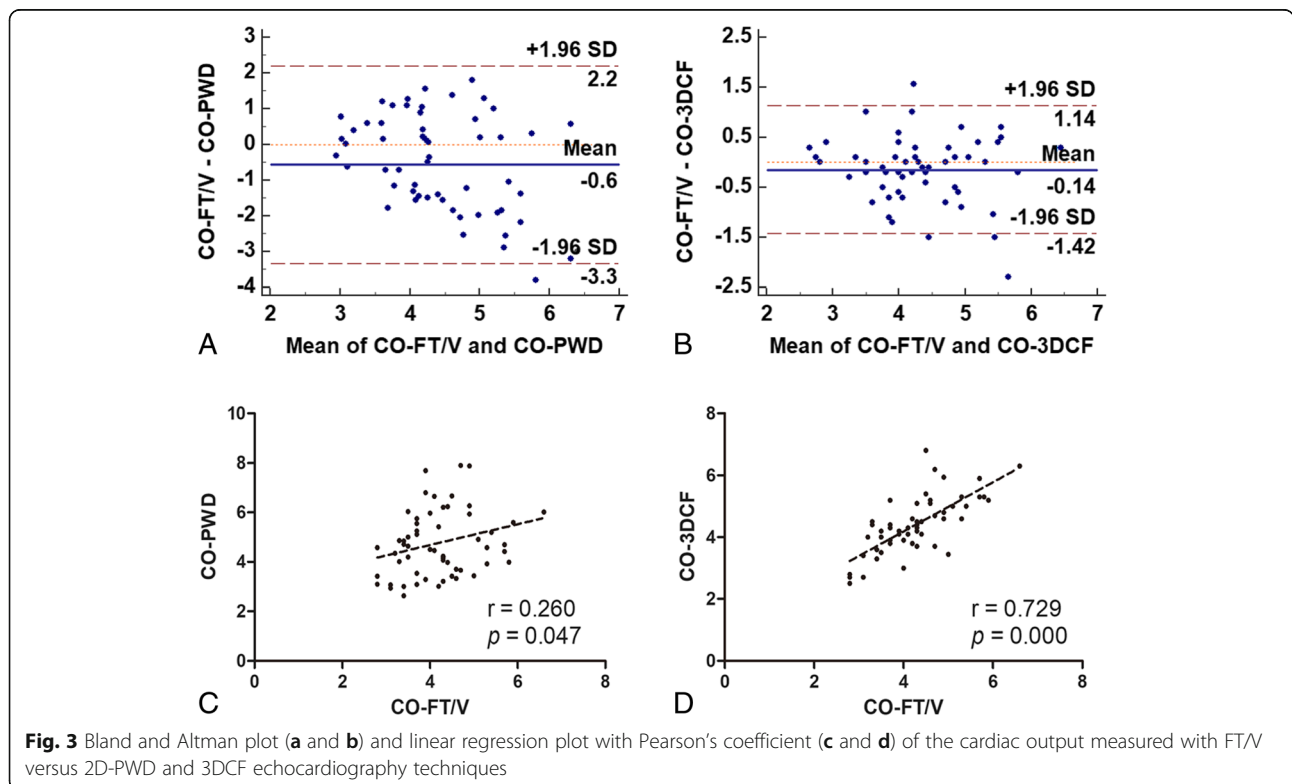 3
2
1
0
-1
-2
-3
-4
CO-FT/V - CO-PWD
+1.96 SD
2.2
Mean
-0.6
-1.96 SD
-3.3
2 3 4 5 6 7
A Mean of CO-FT/V and CO-PWD
2.5
1.5
0.5
-0.5
-1.5
-2.5
CO-FT/V - CO-3DCF
+1.96 SD
1.14
Mean
-0.14
-1.96 SD
-1.42
2 3 4 5 6 7
B Mean of CO-FT/V and CO-3DCF
10
8
6
4
2
0
CO-PWD
r = 0.260
p = 0.047
0 2 4 6 8
C CO-FT/V
8
6
4
2
0
CO-3DCF
r = 0.729
p = 0.000
0 2 4 6 8
D CO-FT/V
Fig. 3 Bland and Altman plot (a and b) and linear regression plot with Pearson's coefficient (c and d) of the cardiac output measured with FT/V
versus 2D-PWD and 3DCF echocardiography techniques